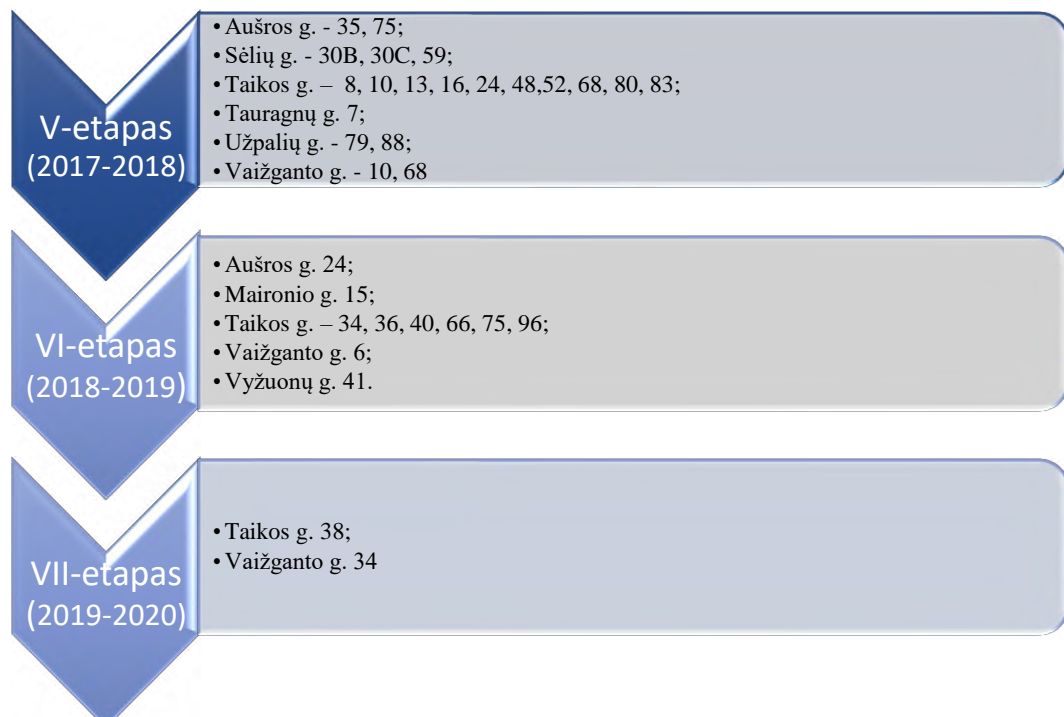 V-etapas
(2017-2018)
• Aušros g. - 35, 75;
• Sėlių g. - 30B, 30C, 59;
• Taikos g. – 8, 10, 13, 16, 24, 48,52, 68, 80, 83;
• Tauragnų g. 7;
• Užpalių g. - 79, 88;
• Vaižganto g. - 10, 68
VI-etapas
(2018-2019)
• Aušros g. 24;
• Maironio g. 15;
• Taikos g. – 34, 36, 40, 66, 75, 96;
• Vaižganto g. 6;
• Vyžuonų g. 41.
VII-etapas
(2019-2020)
• Taikos g. 38;
• Vaižganto g. 34